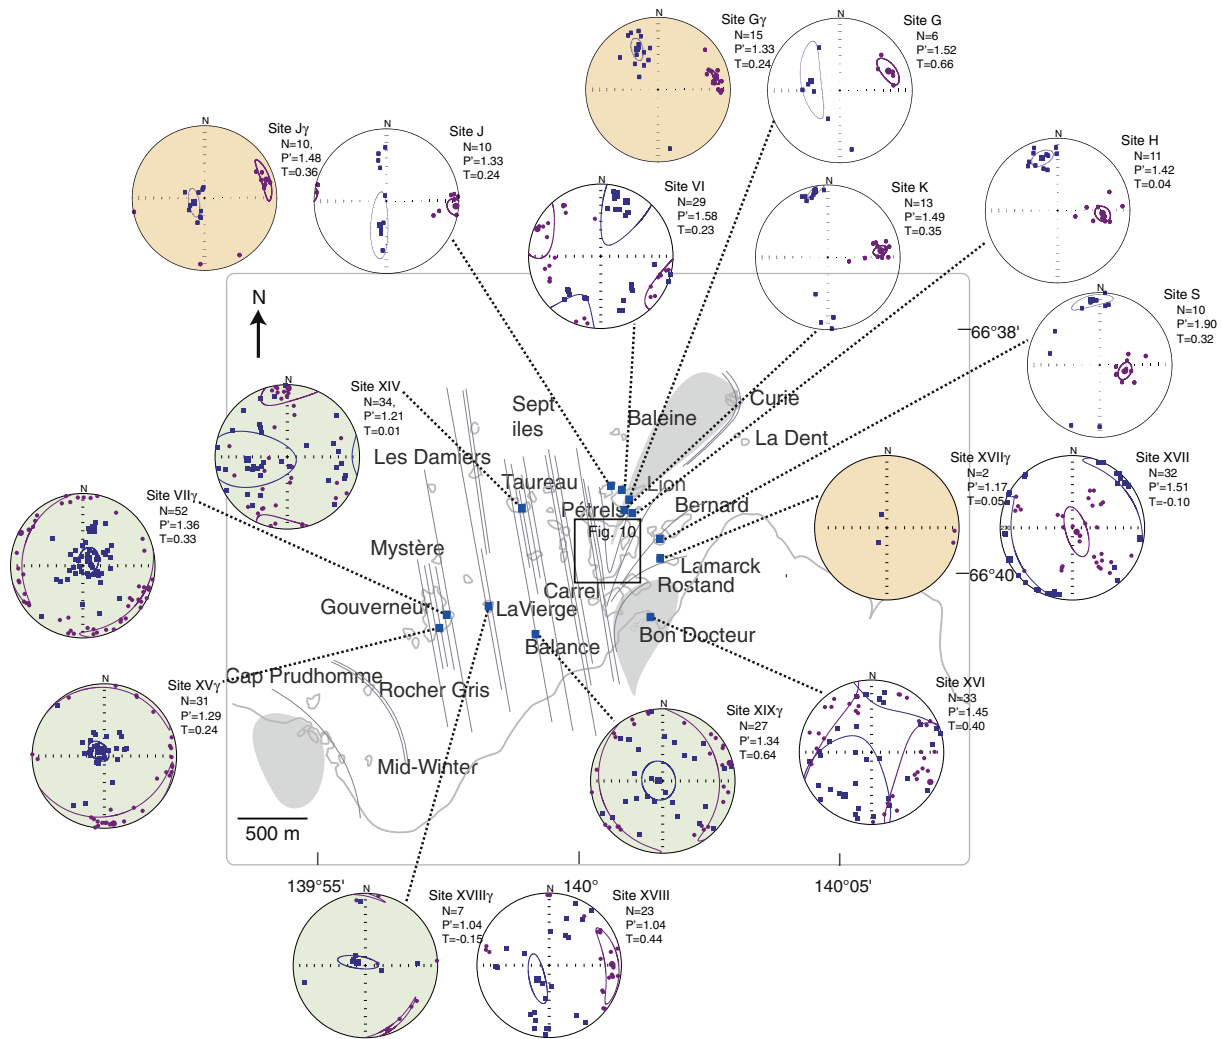 N
Site Gγ
N=15
P'=1.33
T=0.24
N
Site G
N=6
P'=1.52
T=0.66
N
Site Jγ
N=10,
P'=1.48
T=0.36
N
Site J
N=10
P'=1.33
T=0.24
N
Site VI
N=29
P'=1.58
T=0.23
N
Site K
N=13
P'=1.49
T=0.35
N
Site H
N=11
P'=1.42
T=0.04
N
Site S
N=10
P'=1.90
T=0.32
N
66°38'
N
Site XIV
N=34,
P'=1.21
T=0.01
Sept
iles
Baleine
Curie
La Dent
Les Damiers
Taureau
Lion
Pétrels
Bernard
Fig. 10
N
Site XVIIγ
N=2
P'=1.17
T=0.05
N
Site XVII
N=32
P'=1.51
T=-0.10
N
Site VIIγ
N=52
P'=1.36
T=0.33
Mystère
Lamarck
66°40'
Rostand
Carrel
Gouverneur
LaVierge
Balance
Bon Docteur
N
Site XVγ
N=31
P'=1.29
T=0.24
Cap Prudhomme
Rocher Gris
Mid-Winter
N
Site XIXγ
N=27
P'=1.34
T=0.64
N
Site XVI
N=33
P'=1.45
T=0.40
500 m
139°55'
140°
140°05'
N
Site XVIIIγ
N=7
P'=1.04
T=-0.15
N
Site XVIII
N=23
P'=1.04
T=0.44